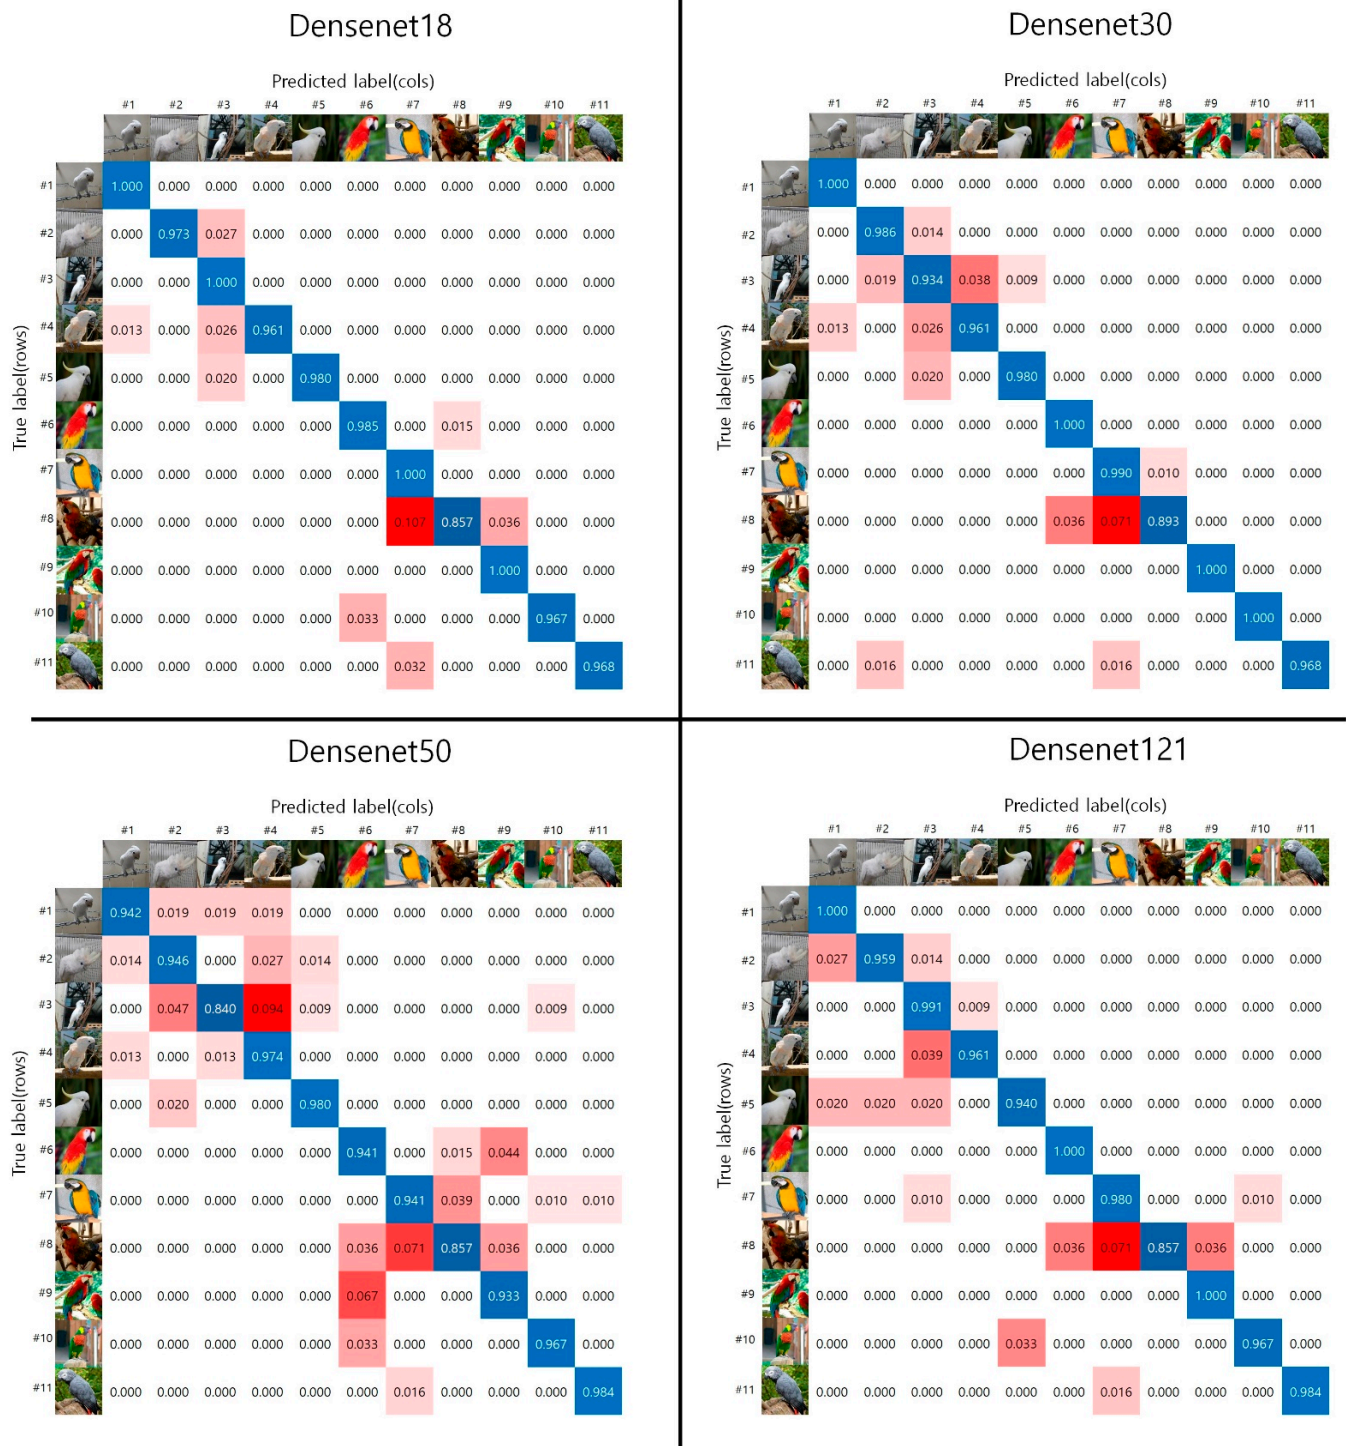 Densenet18
Predicted label(cols)
#1 #2 #3 #4 #5 #6 #7 #8 #9 #10 #11
True label(rows)
#1 1.000 0.000 0.000 0.000 0.000 0.000 0.000 0.000 0.000 0.000 0.000
#2 0.000 0.973 0.027 0.000 0.000 0.000 0.000 0.000 0.000 0.000 0.000
#3 0.000 0.000 1.000 0.000 0.000 0.000 0.000 0.000 0.000 0.000 0.000
#4 0.013 0.000 0.026 0.961 0.000 0.000 0.000 0.000 0.000 0.000 0.000
#5 0.000 0.000 0.020 0.000 0.980 0.000 0.000 0.000 0.000 0.000 0.000
#6 0.000 0.000 0.000 0.000 0.000 0.985 0.000 0.015 0.000 0.000 0.000
#7 0.000 0.000 0.000 0.000 0.000 0.000 1.000 0.000 0.000 0.000 0.000
#8 0.000 0.000 0.000 0.000 0.000 0.000 0.107 0.857 0.036 0.000 0.000
#9 0.000 0.000 0.000 0.000 0.000 0.000 0.000 0.000 1.000 0.000 0.000
#10 0.000 0.000 0.000 0.000 0.000 0.033 0.000 0.000 0.000 0.967 0.000
#11 0.000 0.000 0.000 0.000 0.000 0.000 0.032 0.000 0.000 0.000 0.968
Densenet30
Predicted label(cols)
#1 #2 #3 #4 #5 #6 #7 #8 #9 #10 #11
True label(rows)
#1 1.000 0.000 0.000 0.000 0.000 0.000 0.000 0.000 0.000 0.000 0.000
#2 0.000 0.986 0.014 0.000 0.000 0.000 0.000 0.000 0.000 0.000 0.000
#3 0.000 0.019 0.934 0.038 0.009 0.000 0.000 0.000 0.000 0.000 0.000
#4 0.013 0.000 0.026 0.961 0.000 0.000 0.000 0.000 0.000 0.000 0.000
#5 0.000 0.000 0.020 0.000 0.980 0.000 0.000 0.000 0.000 0.000 0.000
#6 0.000 0.000 0.000 0.000 0.000 1.000 0.000 0.000 0.000 0.000 0.000
#7 0.000 0.000 0.000 0.000 0.000 0.000 0.990 0.010 0.000 0.000 0.000
#8 0.000 0.000 0.000 0.000 0.000 0.036 0.071 0.893 0.000 0.000 0.000
#9 0.000 0.000 0.000 0.000 0.000 0.000 0.000 0.000 1.000 0.000 0.000
#10 0.000 0.000 0.000 0.000 0.000 0.000 0.000 0.000 0.000 1.000 0.000
#11 0.000 0.016 0.000 0.000 0.000 0.000 0.016 0.000 0.000 0.000 0.968
Densenet50
Predicted label(cols)
#1 #2 #3 #4 #5 #6 #7 #8 #9 #10 #11
True label(rows)
#1 0.942 0.019 0.019 0.019 0.000 0.000 0.000 0.000 0.000 0.000 0.000
#2 0.014 0.946 0.000 0.027 0.014 0.000 0.000 0.000 0.000 0.000 0.000
#3 0.000 0.047 0.840 0.094 0.009 0.000 0.000 0.000 0.000 0.009 0.000
#4 0.013 0.000 0.013 0.974 0.000 0.000 0.000 0.000 0.000 0.000 0.000
#5 0.000 0.020 0.000 0.000 0.980 0.000 0.000 0.000 0.000 0.000 0.000
#6 0.000 0.000 0.000 0.000 0.000 0.941 0.000 0.015 0.044 0.000 0.000
#7 0.000 0.000 0.000 0.000 0.000 0.000 0.941 0.039 0.000 0.010 0.010
#8 0.000 0.000 0.000 0.000 0.000 0.036 0.071 0.857 0.036 0.000 0.000
#9 0.000 0.000 0.000 0.000 0.000 0.067 0.000 0.000 0.933 0.000 0.000
#10 0.000 0.000 0.000 0.000 0.000 0.033 0.000 0.000 0.000 0.967 0.000
#11 0.000 0.000 0.000 0.000 0.000 0.000 0.016 0.000 0.000 0.000 0.984
Densenet121
Predicted label(cols)
#1 #2 #3 #4 #5 #6 #7 #8 #9 #10 #11
True label(rows)
#1 1.000 0.000 0.000 0.000 0.000 0.000 0.000 0.000 0.000 0.000 0.000
#2 0.027 0.959 0.014 0.000 0.000 0.000 0.000 0.000 0.000 0.000 0.000
#3 0.000 0.000 0.991 0.009 0.000 0.000 0.000 0.000 0.000 0.000 0.000
#4 0.000 0.000 0.039 0.961 0.000 0.000 0.000 0.000 0.000 0.000 0.000
#5 0.020 0.020 0.020 0.000 0.940 0.000 0.000 0.000 0.000 0.000 0.000
#6 0.000 0.000 0.000 0.000 0.000 1.000 0.000 0.000 0.000 0.000 0.000
#7 0.000 0.000 0.010 0.000 0.000 0.000 0.980 0.000 0.000 0.010 0.000
#8 0.000 0.000 0.000 0.000 0.000 0.036 0.071 0.857 0.036 0.000 0.000
#9 0.000 0.000 0.000 0.000 0.000 0.000 0.000 0.000 1.000 0.000 0.000
#10 0.000 0.000 0.000 0.000 0.033 0.000 0.000 0.000 0.000 0.967 0.000
#11 0.000 0.000 0.000 0.000 0.000 0.000 0.016 0.000 0.000 0.000 0.984